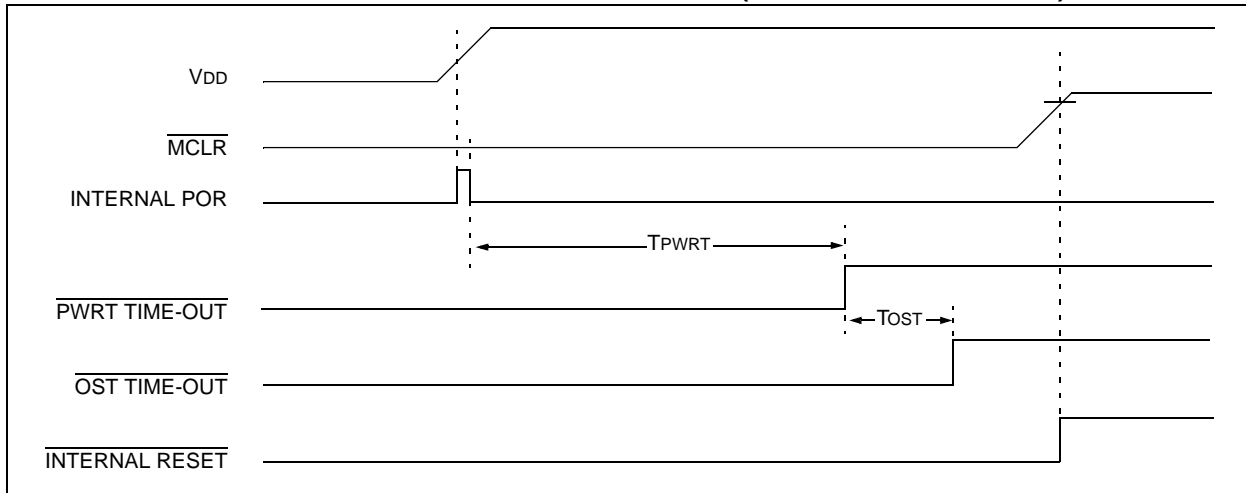 VDD
MCLR
INTERNAL POR
TPWRT
PWRT TIME-OUT
TOST
OST TIME-OUT
INTERNAL RESET